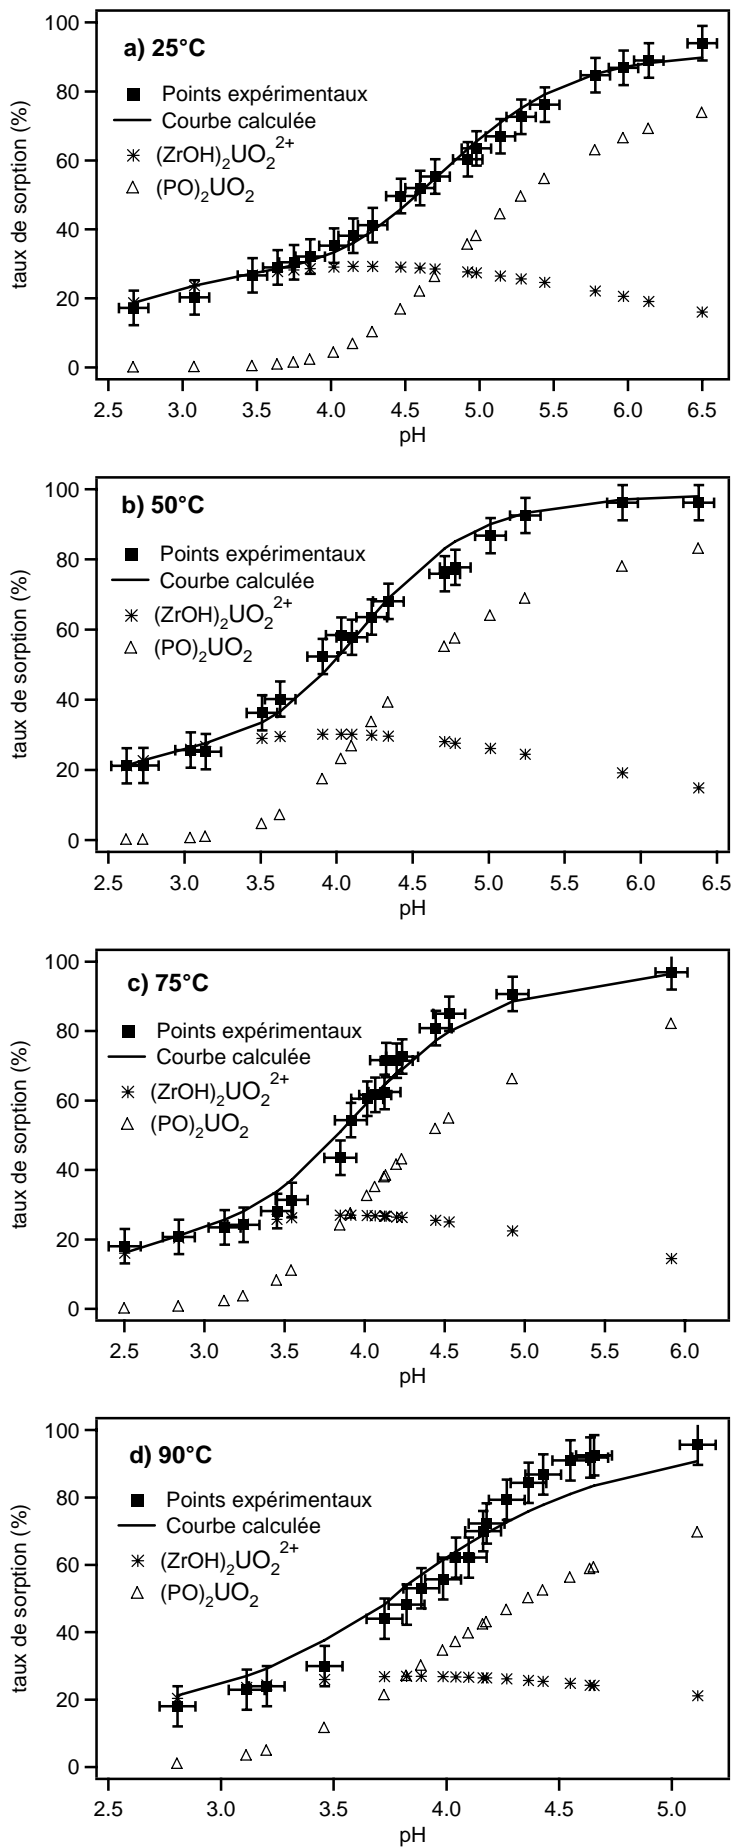 a) 25°C
Points expérimentaux
Courbe calculée
(ZrOH)₂UO₂²⁺
(PO)₂UO₂
taux de sorption (%)
100
80
60
40
20
0
2.5 3.0 3.5 4.0 4.5 5.0 5.5 6.0 6.5
pH
b) 50°C
Points expérimentaux
Courbe calculée
(ZrOH)₂UO₂²⁺
(PO)₂UO₂
taux de sorption (%)
100
80
60
40
20
0
2.5 3.0 3.5 4.0 4.5 5.0 5.5 6.0 6.5
pH
c) 75°C
Points expérimentaux
Courbe calculée
(ZrOH)₂UO₂²⁺
(PO)₂UO₂
taux de sorption (%)
100
80
60
40
20
0
2.5 3.0 3.5 4.0 4.5 5.0 5.5 6.0
pH
d) 90°C
Points expérimentaux
Courbe calculée
(ZrOH)₂UO₂²⁺
(PO)₂UO₂
taux de sorption (%)
100
80
60
40
20
0
2.5 3.0 3.5 4.0 4.5 5.0
pH